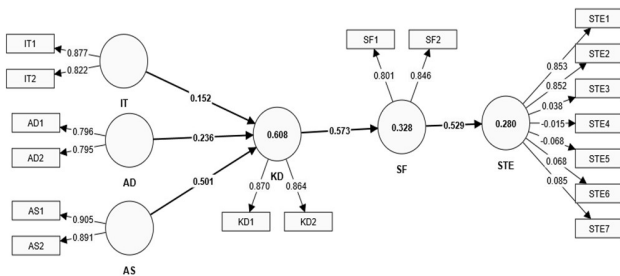 IT1
0.877
IT2
0.822
IT
0.152
AD1
0.796
AD2
0.795
AD
0.236
AS1
0.905
AS2
0.891
AS
0.501
0.608
KD
0.870
0.864
KD1
KD2
0.573
SF1
SF2
0.801
0.846
0.328
SF
0.529
0.280
STE
STE1
0.853
STE2
0.852
STE3
0.038
STE4
-0.015
STE5
-0.068
STE6
0.068
STE7
0.085